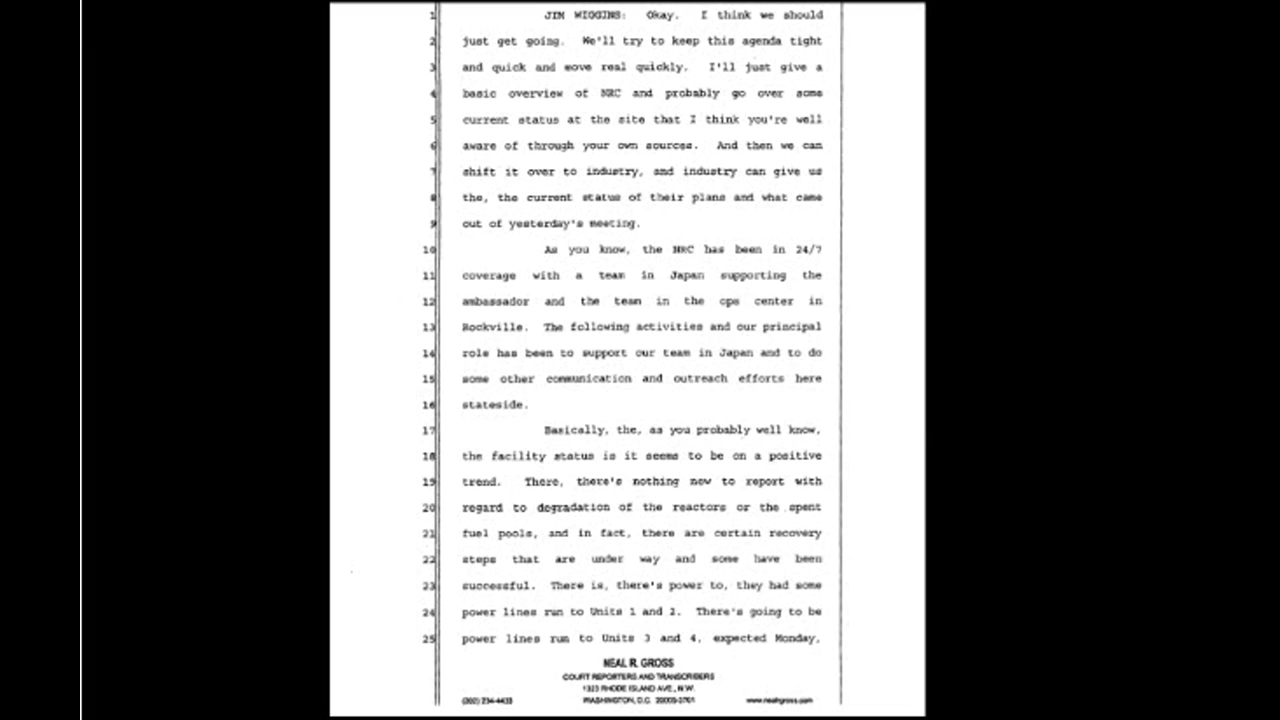 1 JIM WIGGINS: Okay. I think we should
2 just get going. We'll try to keep this agenda tight
3 and quick and move real quickly. I'll just give a
4 basic overview of NRC and probably go over some
5 current status at the site that I think you're well
6 aware of through your own sources. And then we can
7 shift it over to industry, and industry can give us
8 the, the current status of their plans and what came
9 out of yesterday's meeting.
10 As you know, the NRC has been in 24/7
11 coverage with a team in Japan supporting the
12 ambassador and the team in the ops center in
13 Rockville. The following activities and our principal
14 role has been to support our team in Japan and to do
15 some other communication and outreach efforts here
16 stateside.
17 Basically, the, as you probably well know,
18 the facility status is it seems to be on a positive
19 trend. There, there's nothing new to report with
20 regard to degradation of the reactors or the spent
21 fuel pools, and in fact, there are certain recovery
22 steps that are under way and some have been
23 successful. There is, there's power to, they had some
24 power lines run to Units 1 and 2. There's going to be
25 power lines run to Units 3 and 4, expected Monday,
NEAL R. GROSS
COURT REPORTERS AND TRANSCRIBERS
1323 RHODE ISLAND AVE., N.W.
(202) 234-4433 WASHINGTON, D.C. 20005-3701 www.nealrgross.com